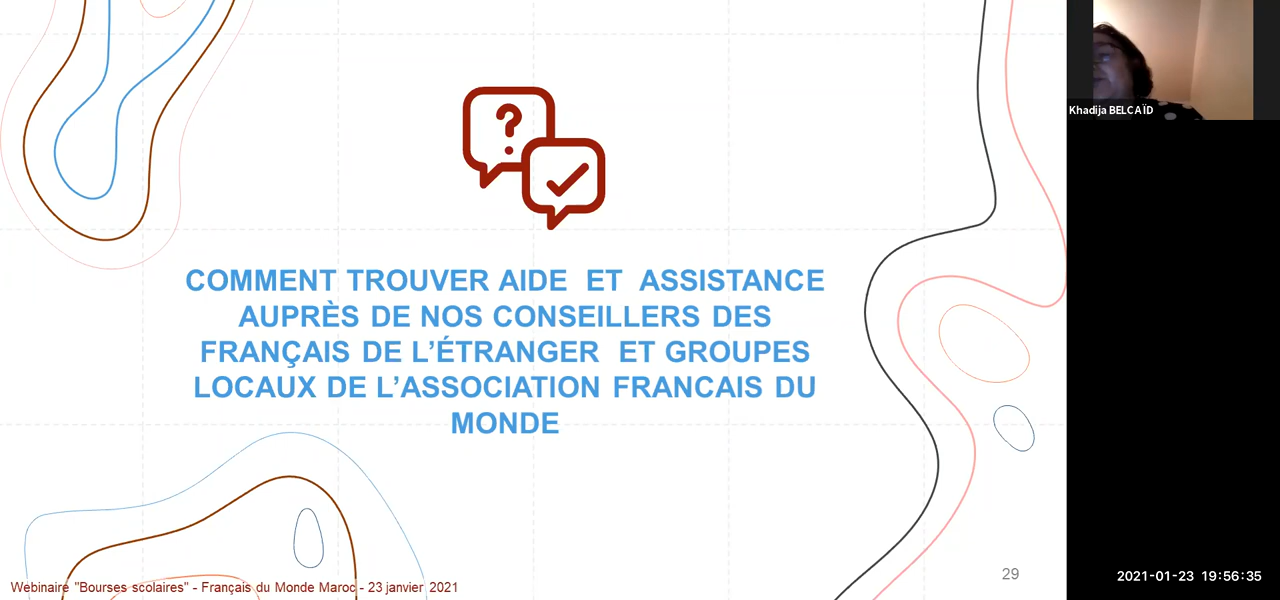 ?
COMMENT TROUVER AIDE ET ASSISTANCE
AUPRÈS DE NOS CONSEILLERS DES
FRANÇAIS DE L’ÉTRANGER ET GROUPES
LOCAUX DE L’ASSOCIATION FRANCAIS DU
MONDE
Webinaire "Bourses scolaires" - Français du Monde Maroc - 23 janvier 2021
29
Khadija BELCAÏD
2021-01-23 19:56:35